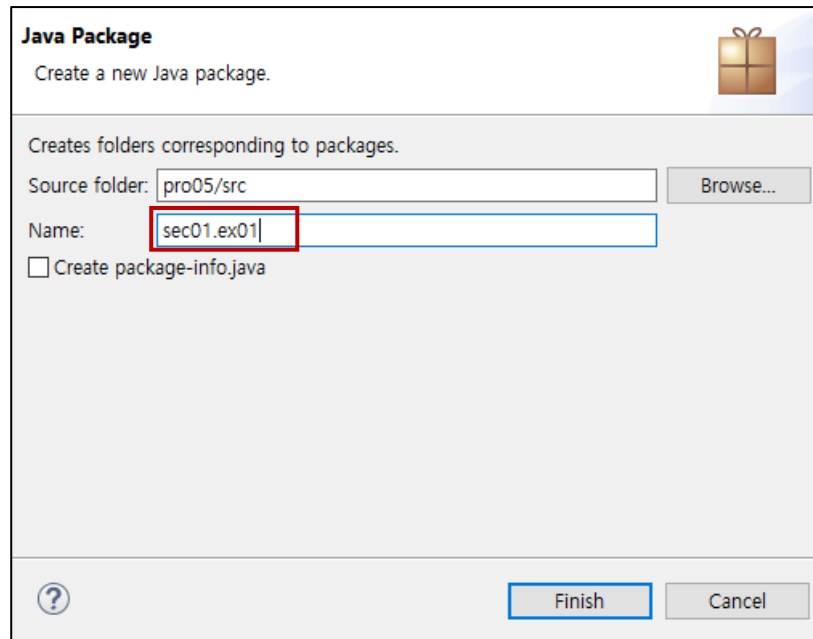 Java Package
Create a new Java package.
Creates folders corresponding to packages.
Source folder: pro05/src Browse...
Name: sec01.ex01
Create package-info.java
? Finish Cancel